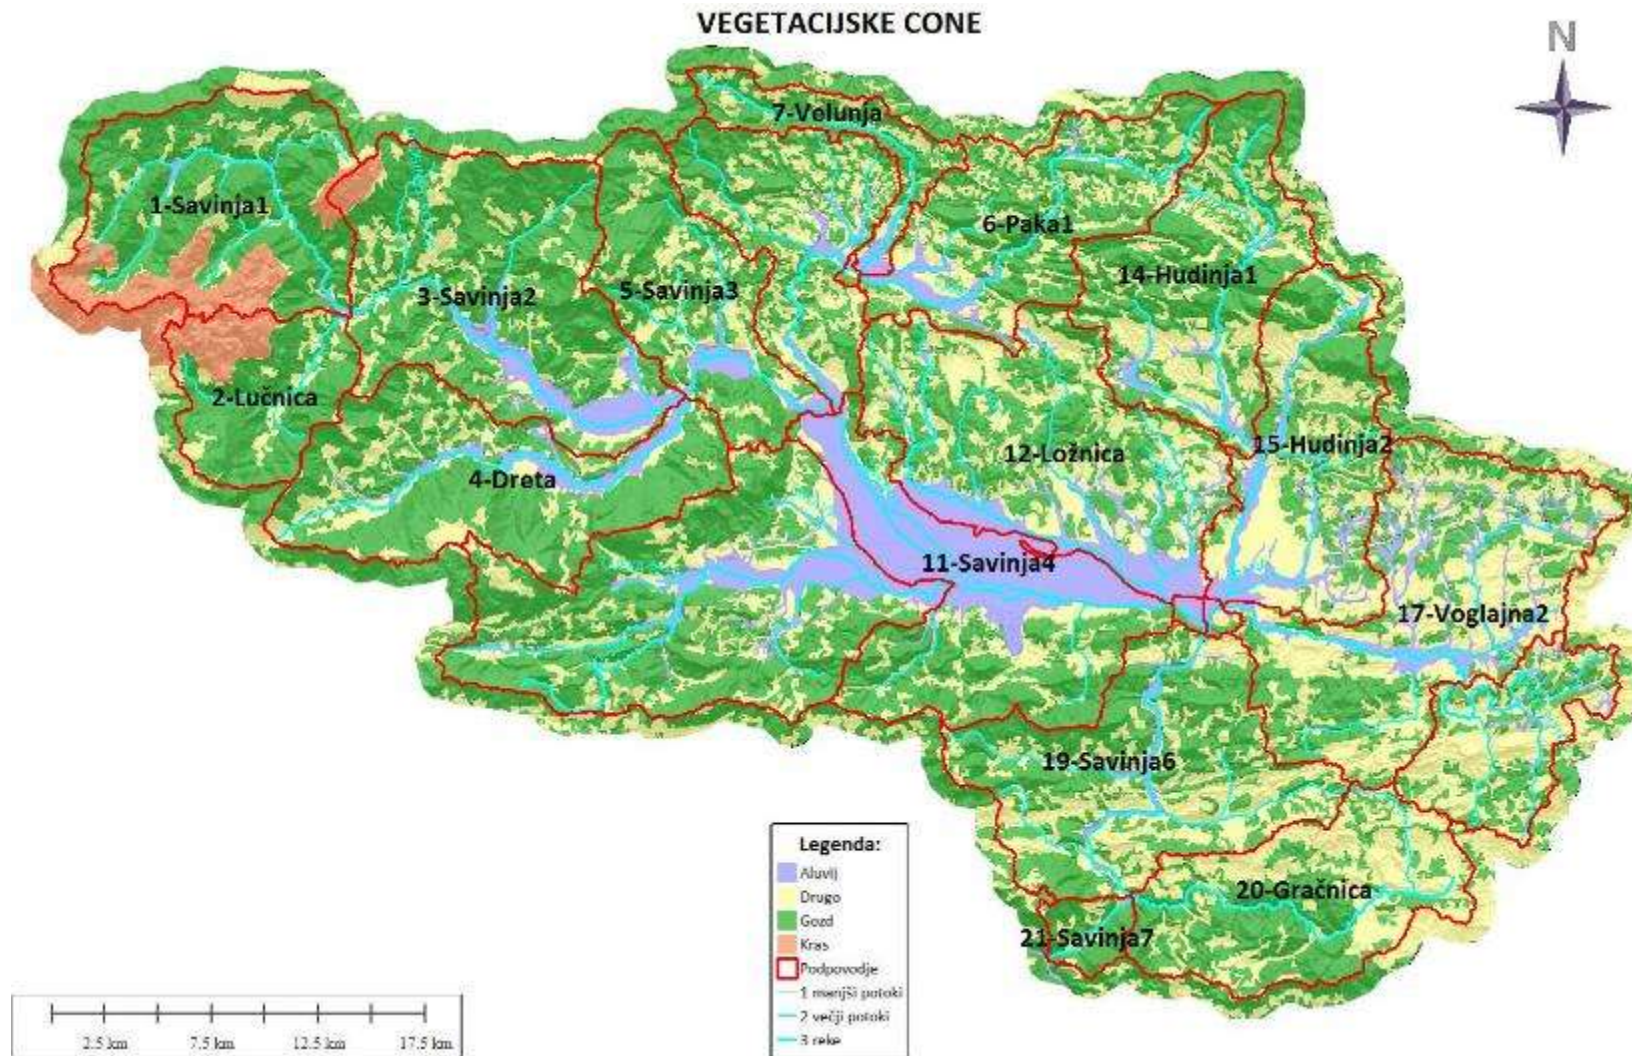 VEGETACIJSKE CONE
N
7-Velunja
1-Savinja1
6-Paka1
14-Hudinja1
3-Savinja2
5-Savinja3
2-Lučnica
15-Hudinja2
12-Ložnica
4-Dreta
11-Savinja4
17-Voglajna2
19-Savinja6
20-Gračnica
21-Savinja7
Legenda:
Aluvij
Drugo
Gozd
Kras
Podpovodje
1 manjši potoki
2 večji potoki
3 reke
2.5 km 7.5 km 12.5 km 17.5 km